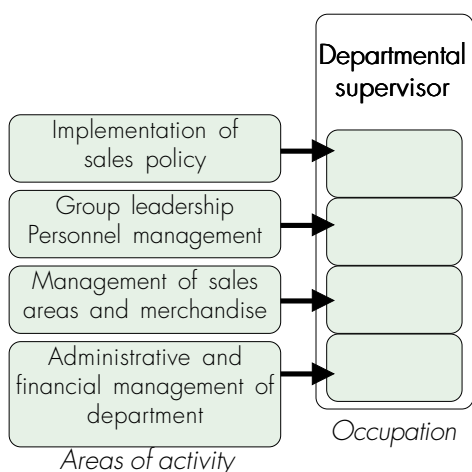 Departmental
supervisor
Implementation of
sales policy
Group leadership
Personnel management
Management of sales
areas and merchandise
Administrative and
financial management of
department
Occupation
Areas of activity